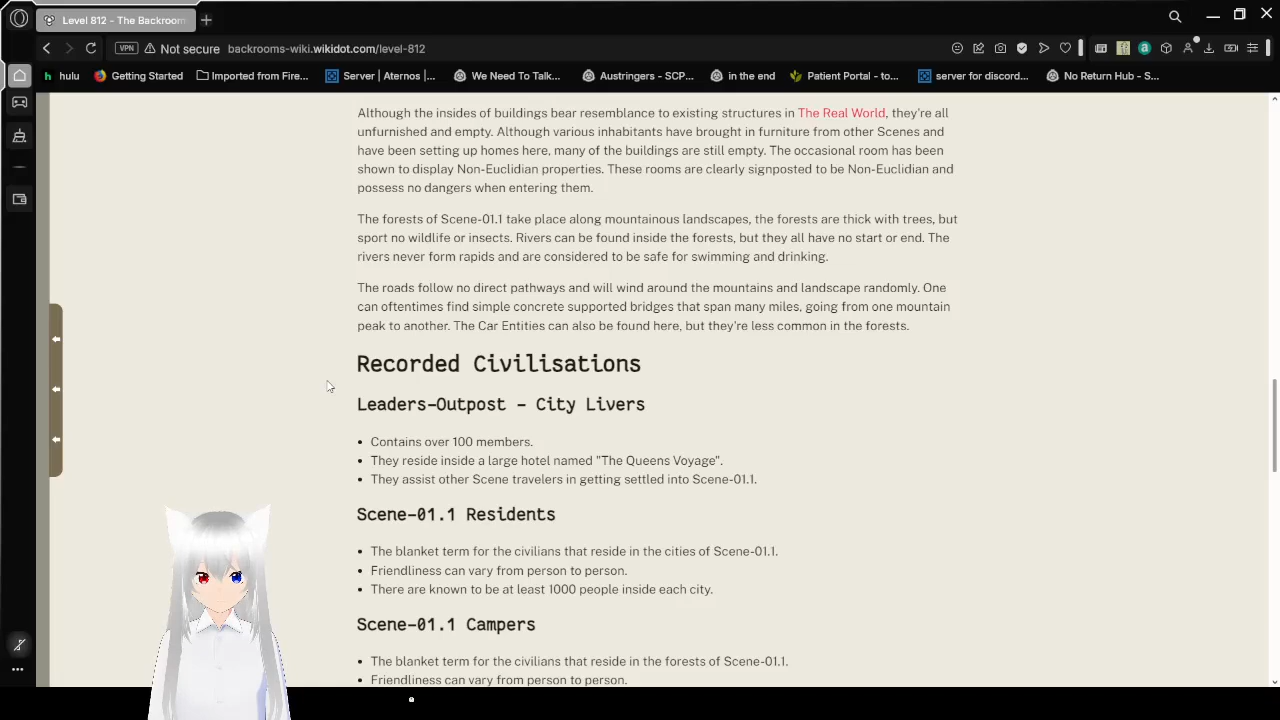 Level 812 - The Backroom
VPN Not secure backrooms-wiki.wikidot.com/level-812
hulu Getting Started Imported from Fire... Server | Aternos |... We Need To Talk... Austringers - SCP... in the end Patient Portal - to... server for discord... No Return Hub - S...
Although the insides of buildings bear resemblance to existing structures in The Real World, they're all
unfurnished and empty. Although various inhabitants have brought in furniture from other Scenes and
have been setting up homes here, many of the buildings are still empty. The occasional room has been
shown to display Non-Euclidian properties. These rooms are clearly signposted to be Non-Euclidian and
possess no dangers when entering them.
The forests of Scene-01.1 take place along mountainous landscapes, the forests are thick with trees, but
sport no wildlife or insects. Rivers can be found inside the forests, but they all have no start or end. The
rivers never form rapids and are considered to be safe for swimming and drinking.
The roads follow no direct pathways and will wind around the mountains and landscape randomly. One
can oftentimes find simple concrete supported bridges that span many miles, going from one mountain
peak to another. The Car Entities can also be found here, but they're less common in the forests.
Recorded Civilisations
Leaders-Outpost - City Livers
• Contains over 100 members.
• They reside inside a large hotel named "The Queens Voyage".
• They assist other Scene travelers in getting settled into Scene-01.1.
Scene-01.1 Residents
• The blanket term for the civilians that reside in the cities of Scene-01.1.
• Friendliness can vary from person to person.
• There are known to be at least 1000 people inside each city.
Scene-01.1 Campers
• The blanket term for the civilians that reside in the forests of Scene-01.1.
• Friendliness can vary from person to person.